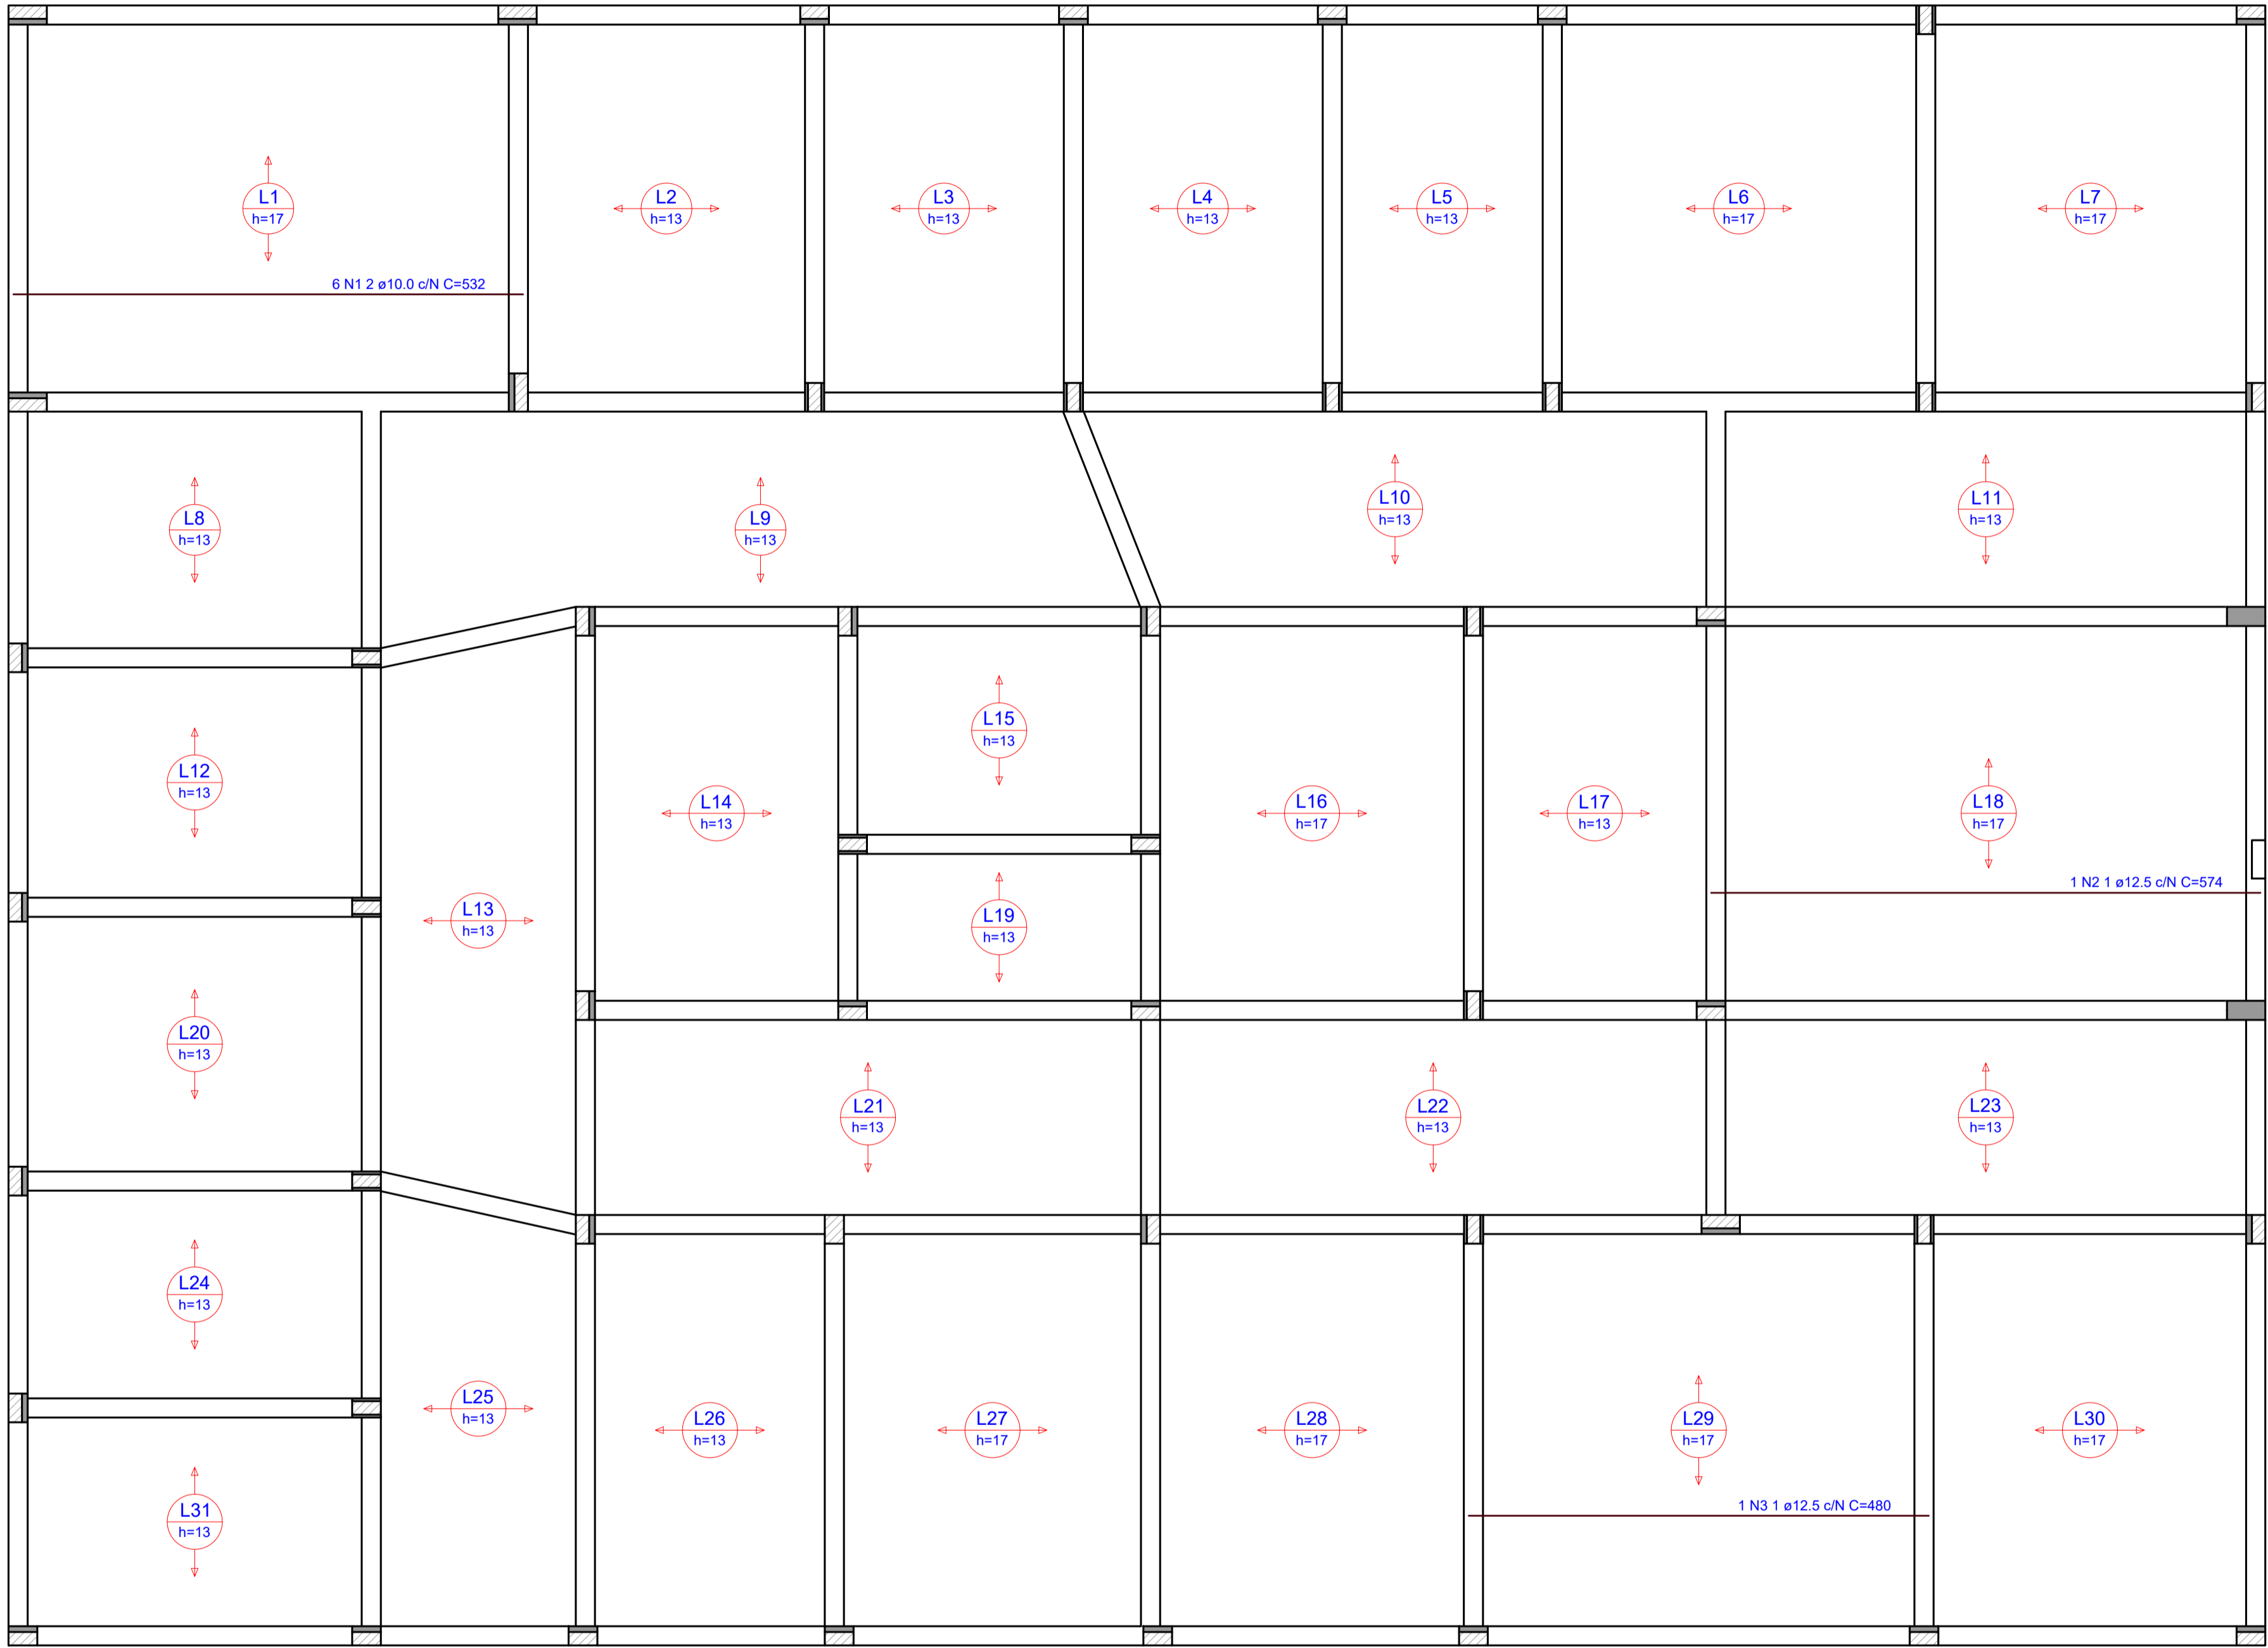 L1
h=17
L2
h=13
L3
h=13
L4
h=13
L5
h=13
L6
h=17
L7
h=17
6 N1 2 ø10.0 c/N C=532
L8
h=13
L9
h=13
L10
h=13
L11
h=13
L12
h=13
L13
h=13
L14
h=13
L15
h=13
L16
h=17
L17
h=13
L18
h=17
1 N2 1 ø12.5 c/N C=574
L19
h=13
L20
h=13
L21
h=13
L22
h=13
L23
h=13
L24
h=13
L25
h=13
L26
h=13
L27
h=17
L28
h=17
L29
h=17
L30
h=17
1 N3 1 ø12.5 c/N C=480
L31
h=13